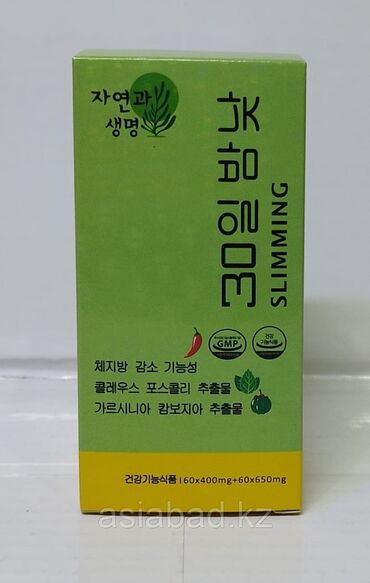 자연과
생명
30일 밤낮
SLIMMING
GMP
건강
기능식품
체지방 감소 기능성
콜레우스 포스콜리 추출물
가르시니아 캄보지아 추출물
건강기능식품 | 60x400mg+60x650mg
asiabad.kz